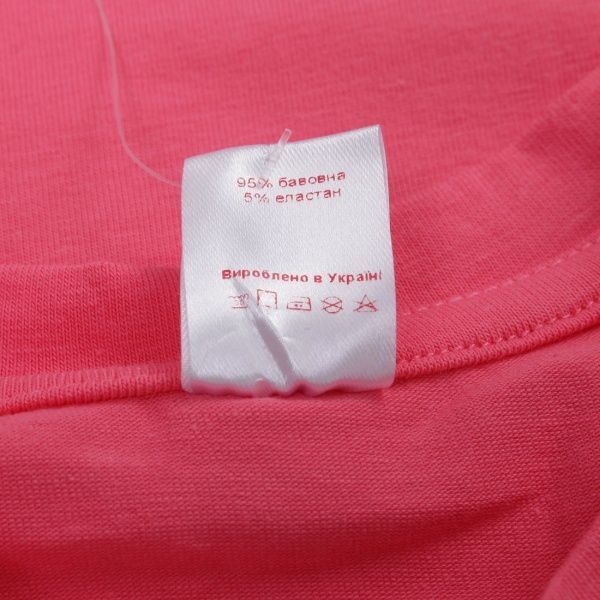 95% бавовна
5% еластан
Вироблено в Україні